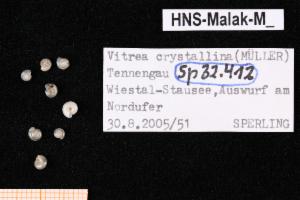 HNS-Malak-M_
Vitrea crystallina(MÜLLER)
Tennengau Sp32.412
Wiestal-Stausee,Auswurf am
Nordufer
30.8.2005/51 SPERLING